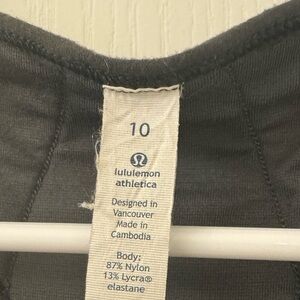 10
lululemon
athletica
Designed in
Vancouver
Made in
Cambodia
Body:
87% Nylon
13% Lycra®
elastane